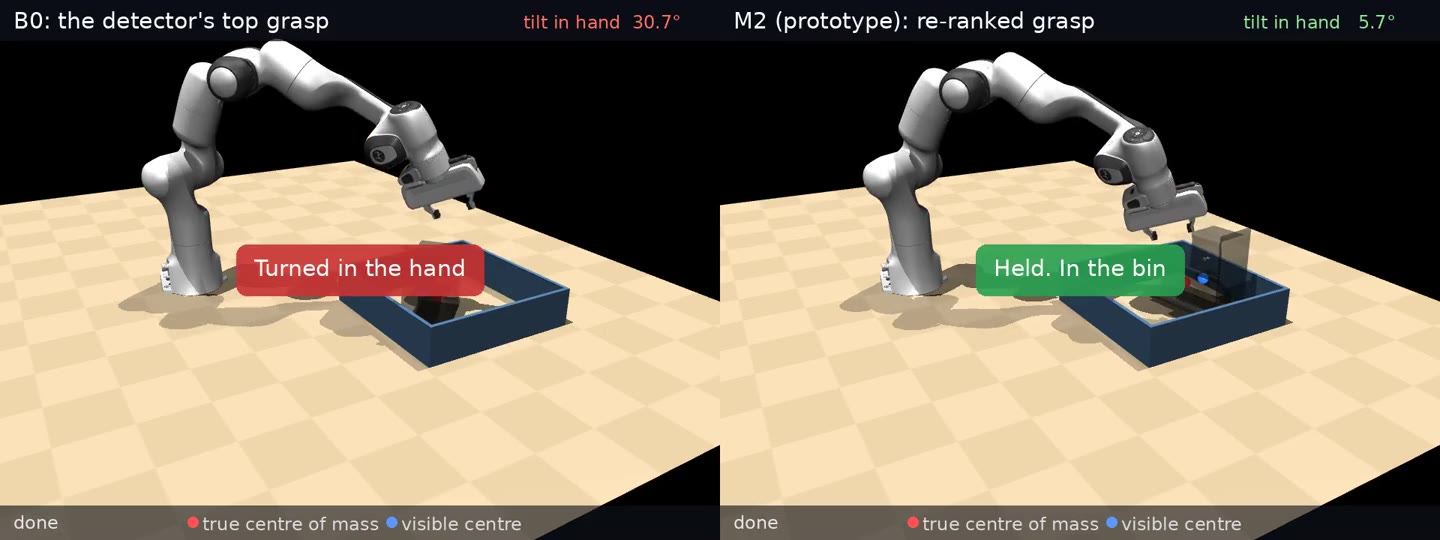 B0: the detector's top grasp
tilt in hand 30.7°
M2 (prototype): re-ranked grasp
tilt in hand 5.7°
Turned in the hand
Held. In the bin
done
true centre of mass
visible centre
done
true centre of mass
visible centre